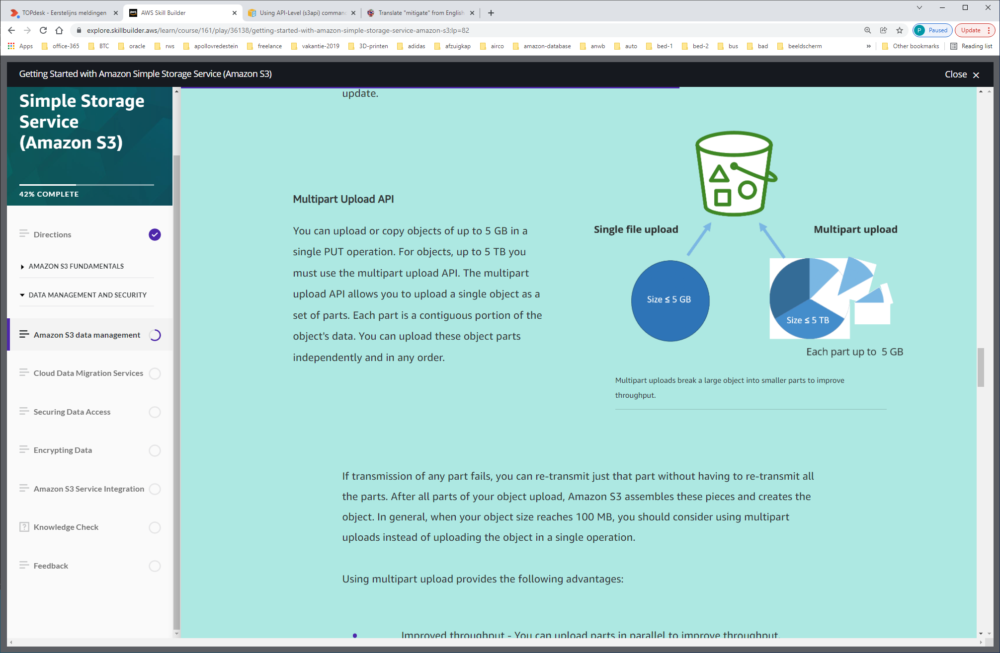 TOPdesk - Eerstelijns meldingen
AWS Skill Builder
Using API-Level (s3api) comman
Translate "mitigate" from English
explore.skillbuilder.aws/learn/course/161/play/36138/getting-started-with-amazon-simple-storage-service-amazon-s3;lp=82
P Paused
Update
Apps office-365 BTC oracle rws apollovredestein freelance vakantie-2019 3D-printen adidas afzuigkap airco amazon-database anwb auto bed-1 bed-2 bus bad beeldscherm » Other bookmarks Reading list
Getting Started with Amazon Simple Storage Service (Amazon S3)
Close
Simple Storage
Service
(Amazon S3)
42% COMPLETE
Directions
AMAZON S3 FUNDAMENTALS
DATA MANAGEMENT AND SECURITY
Amazon S3 data management
Cloud Data Migration Services
Securing Data Access
Encrypting Data
Amazon S3 Service Integration
Knowledge Check
Feedback
update.
Multipart Upload API
You can upload or copy objects of up to 5 GB in a
single PUT operation. For objects, up to 5 TB you
must use the multipart upload API. The multipart
upload API allows you to upload a single object as a
set of parts. Each part is a contiguous portion of the
object's data. You can upload these object parts
independently and in any order.
Single file upload
Multipart upload
Size ≤ 5 GB
Size ≤ 5 TB
Each part up to 5 GB
Multipart uploads break a large object into smaller parts to improve
throughput.
If transmission of any part fails, you can re-transmit just that part without having to re-transmit all
the parts. After all parts of your object upload, Amazon S3 assembles these pieces and creates the
object. In general, when your object size reaches 100 MB, you should consider using multipart
uploads instead of uploading the object in a single operation.
Using multipart upload provides the following advantages:
• Improved throughput - You can upload parts in parallel to improve throughput.